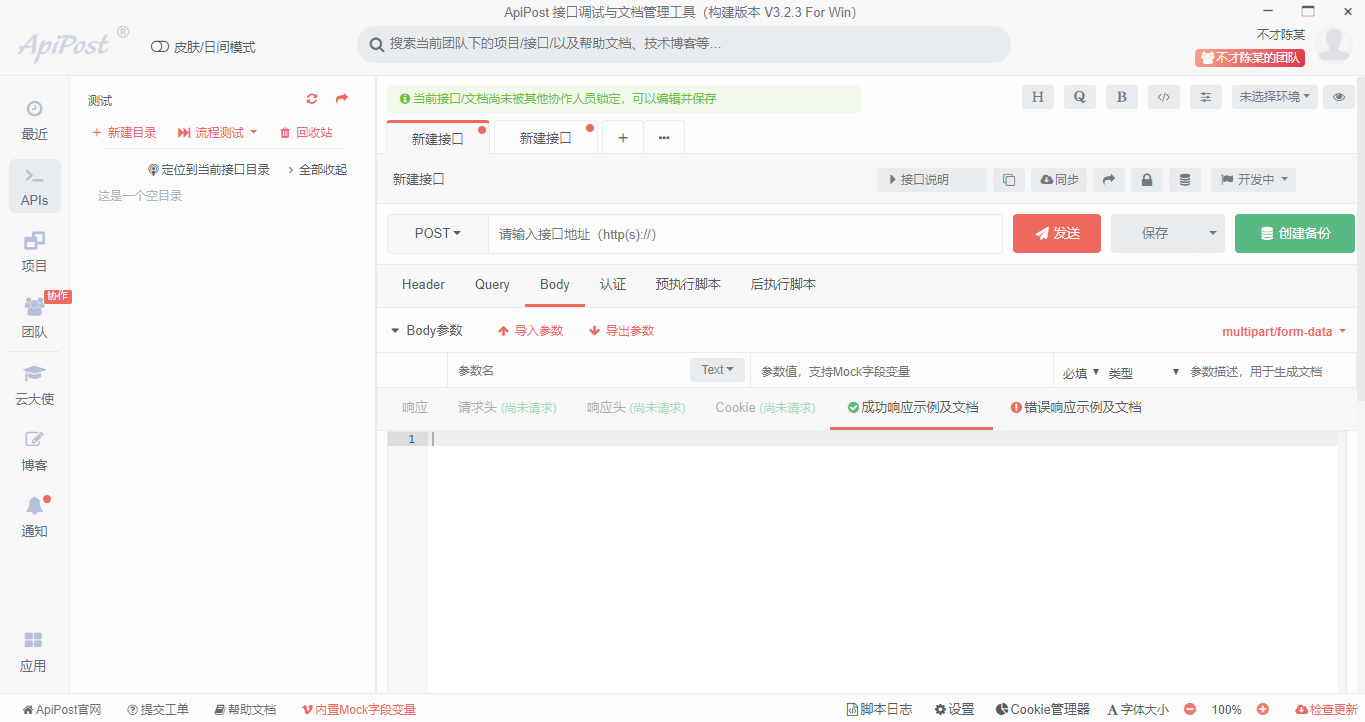 ApiPost 接口调试与文档管理工具（构建版本 V3.2.3 For Win）
ApiPost ®
皮肤/日间模式
搜索当前团队下的项目/接口/以及帮助文档、技术博客等...
不才陈某
不才陈某的团队
最近
APIs
项目
协作
团队
云大使
博客
通知
应用
测试
+ 新建目录 流程测试 回收站
定位到当前接口目录 > 全部收起
这是一个空目录
当前接口/文档尚未被其他协作人员锁定，可以编辑并保存
H Q B </> 未选择环境
新建接口 新建接口 + •••
新建接口 接口说明 同步 开发中
POST 请输入接口地址（http(s)://） 发送 保存 创建备份
Header Query Body 认证 预执行脚本 后执行脚本
Body参数 导入参数 导出参数 multipart/form-data
参数名 Text 参数值，支持Mock字段变量 必填 类型 参数描述，用于生成文档
响应 请求头 (尚未请求) 响应头 (尚未请求) Cookie (尚未请求) 成功响应示例及文档 错误响应示例及文档
1
ApiPost官网 提交工单 帮助文档 内置Mock字段变量 脚本日志 设置 Cookie管理器 A 字体大小 100% 检查更新